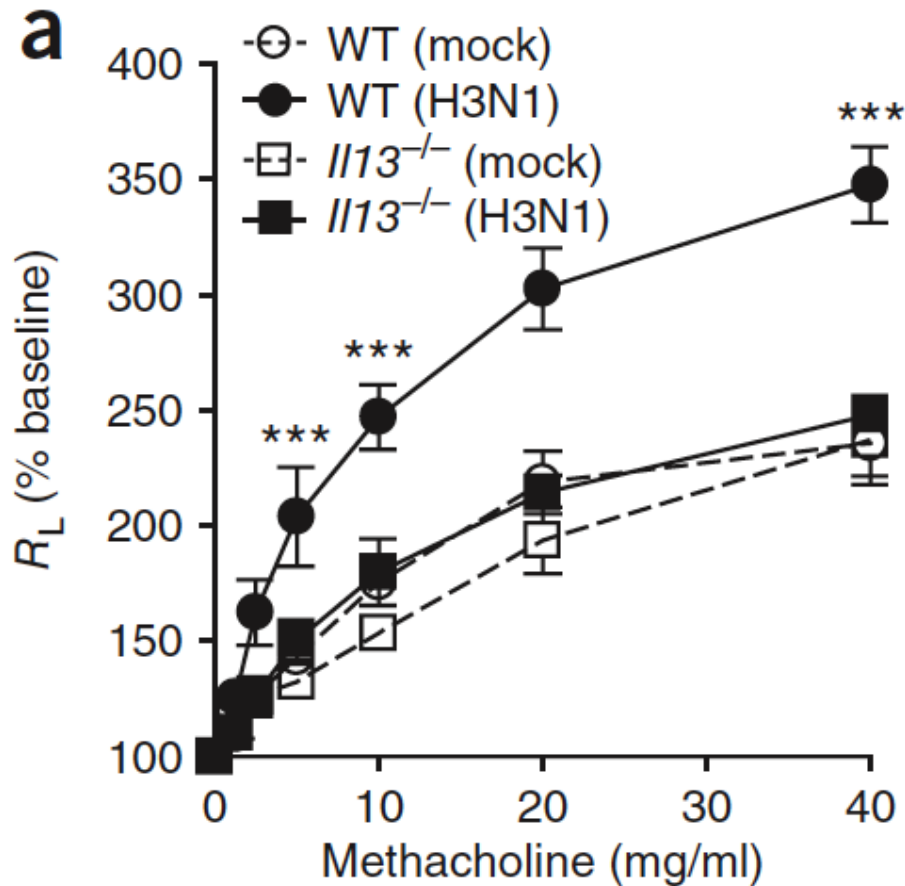 a
WT (mock)
WT (H3N1)
Il13⁻/⁻ (mock)
Il13⁻/⁻ (H3N1)
400
350
300
250
200
150
100
***
***
***
R_L (% baseline)
0 10 20 30 40
Methacholine (mg/ml)